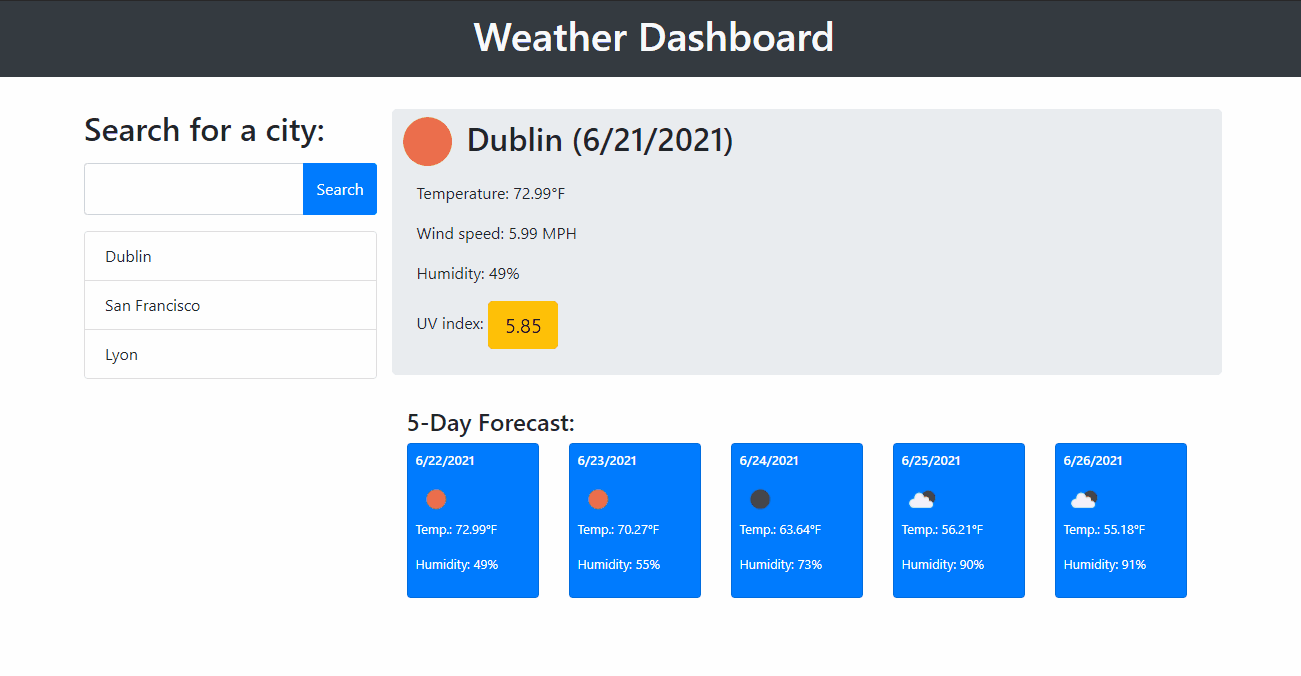 Weather Dashboard
Search for a city:
Search
Dublin
San Francisco
Lyon
Dublin (6/21/2021)
Temperature: 72.99°F
Wind speed: 5.99 MPH
Humidity: 49%
UV index: 5.85
5-Day Forecast:
6/22/2021
Temp.: 72.99°F
Humidity: 49%
6/23/2021
Temp.: 70.27°F
Humidity: 55%
6/24/2021
Temp.: 63.64°F
Humidity: 73%
6/25/2021
Temp.: 56.21°F
Humidity: 90%
6/26/2021
Temp.: 55.18°F
Humidity: 91%